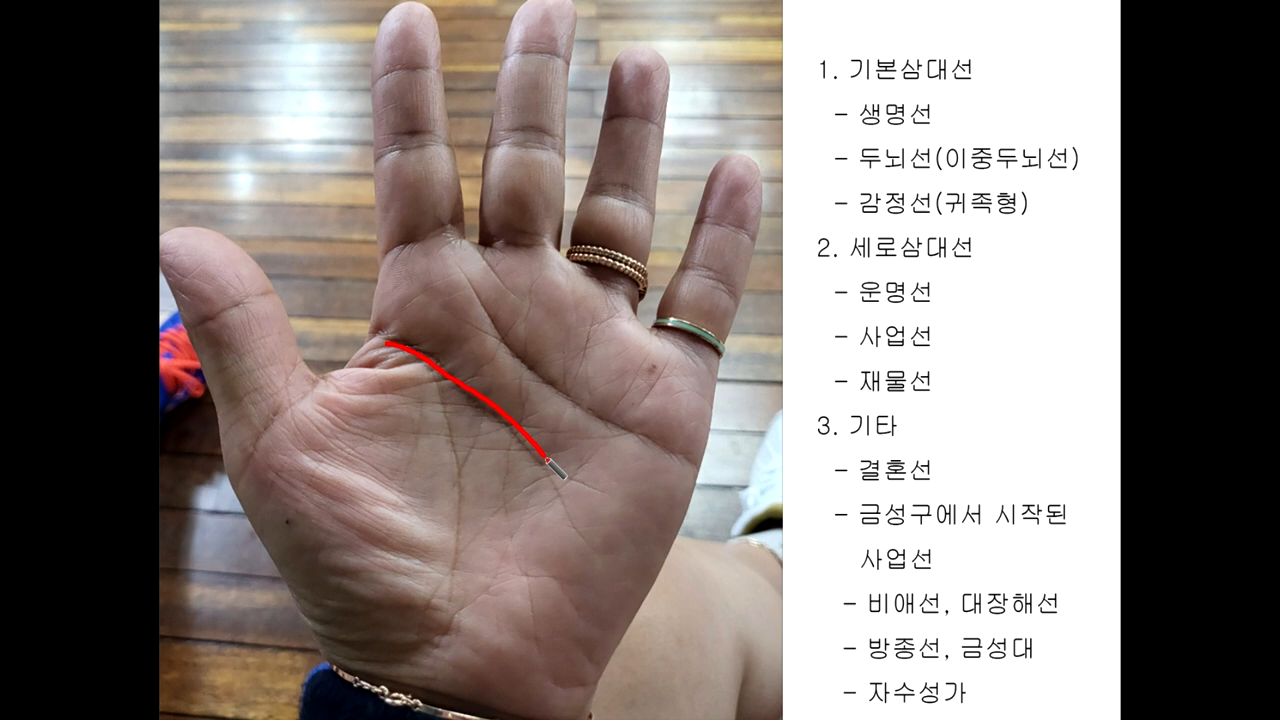 1. 기본삼대선
- 생명선
- 두뇌선(이중두뇌선)
- 감정선(귀족형)
2. 세로삼대선
- 운명선
- 사업선
- 재물선
3. 기타
- 결혼선
- 금성구에서 시작된
사업선
- 비애선, 대장해선
- 방종선, 금성대
- 자수성가